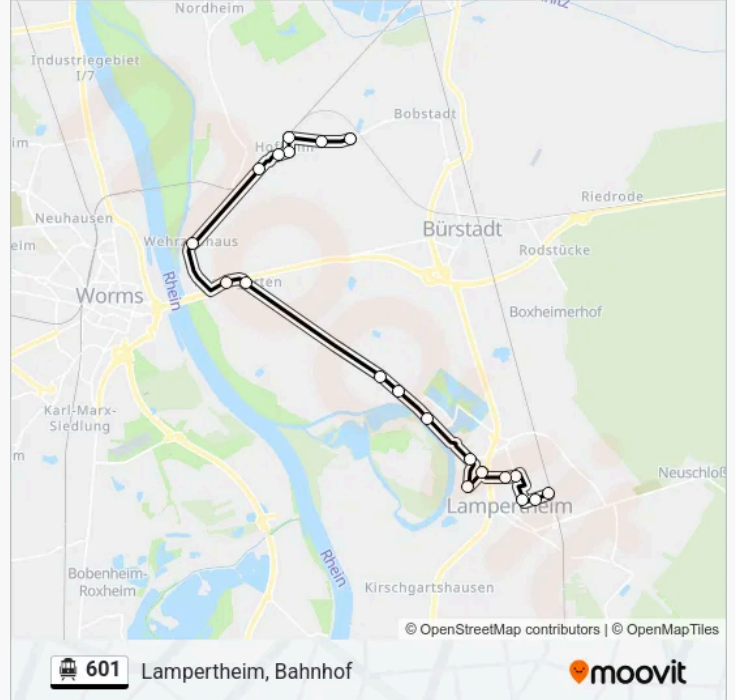 Nordheim
Industriegebiet
I/7
Bobstadt
Riedrode
Neuhausen
Bürstädt
Rodstücke
Worms
Rhein
Boxheimerhof
Karl-Marx-
Siedlung
Neuschloß
Lampertheim
Rhein
Bobenheim-
Roxheim
Kirschgartshausen
© OpenStreetMap contributors | © OpenMapTiles
601 Lampertheim, Bahnhof moovit